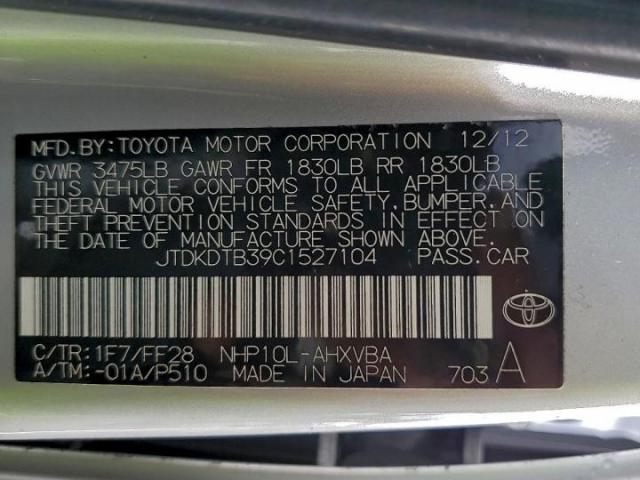 MFD.BY:TOYOTA MOTOR CORPORATION 12/12
GVWR 3475LB GAWR FR 1830LB RR 1830LB
THIS VEHICLE CONFORMS TO ALL APPLICABLE
FEDERAL MOTOR VEHICLE SAFETY,BUMPER,AND
THEFT PREVENTION STANDARDS IN EFFECT ON
THE DATE OF MANUFACTURE SHOWN ABOVE.
JTDKDTB39C1527104 PASS.CAR
C/TR:1F7/FF28 NHP10L-AHXVBA
A/TM:-01A/P510 MADE IN JAPAN 703 A